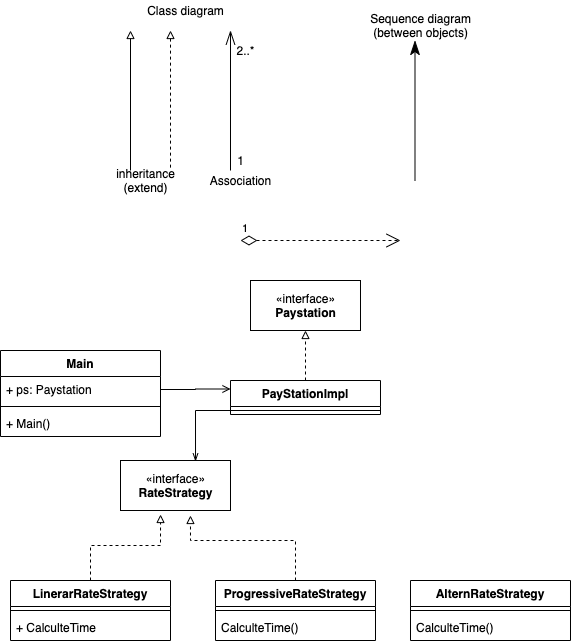 Class diagram
Sequence diagram
(between objects)
2..*
1
inheritance
(extend)
Association
1
«interface»
Paystation
Main
+ ps: Paystation
+ Main()
PayStationImpl
«interface»
RateStrategy
LinerarRateStrategy
+ CalculteTime
ProgressiveRateStrategy
CalculteTime()
AlternRateStrategy
CalculteTime()